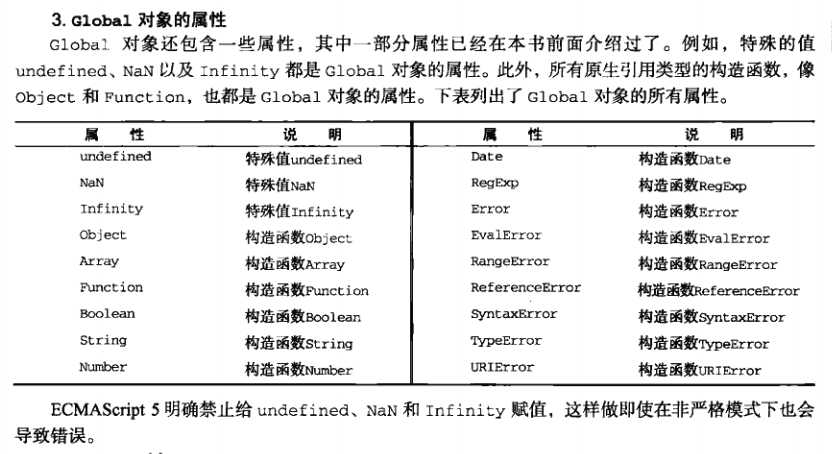 3. Global 对象的属性
Global 对象还包含一些属性，其中一部分属性已经在本书前面介绍过了。例如，特殊的值
undefined、NaN 以及 Infinity 都是 Global 对象的属性。此外，所有原生引用类型的构造函数，像
Object 和 Function，也都是 Global 对象的属性。下表列出了 Global 对象的所有属性。
属 性 说 明 属 性 说 明
undefined 特殊值undefined Date 构造函数Date
NaN 特殊值NaN RegExp 构造函数RegExp
Infinity 特殊值Infinity Error 构造函数Error
Object 构造函数Object EvalError 构造函数EvalError
Array 构造函数Array RangeError 构造函数RangeError
Function 构造函数Function ReferenceError 构造函数ReferenceError
Boolean 构造函数Boolean SyntaxError 构造函数SyntaxError
String 构造函数String TypeError 构造函数TypeError
Number 构造函数Number URIError 构造函数URIError
ECMAScript 5 明确禁止给 undefined、NaN 和 Infinity 赋值，这样做即使在非严格模式下也会
导致错误。